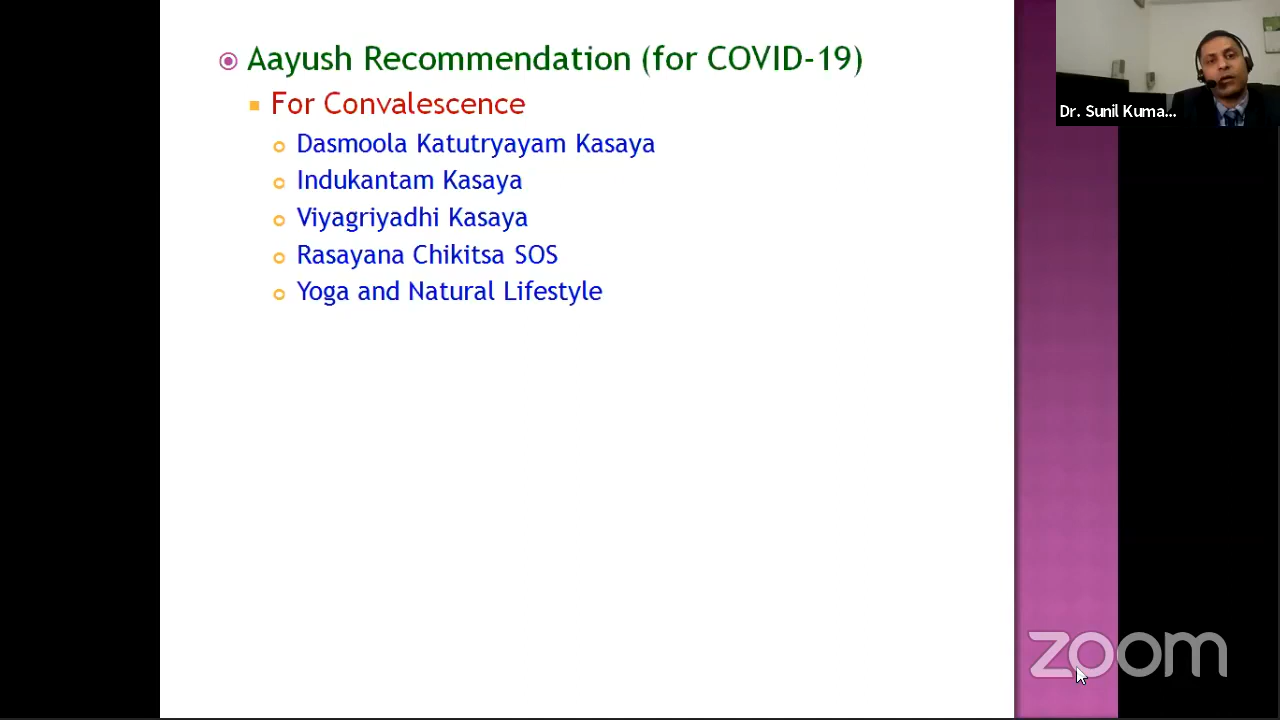 Aayush Recommendation (for COVID-19)
For Convalescence
Dasmoola Katutryayam Kasaya
Indukantam Kasaya
Viyagriyadhi Kasaya
Rasayana Chikitsa SOS
Yoga and Natural Lifestyle
Dr. Sunil Kuma...
zoom